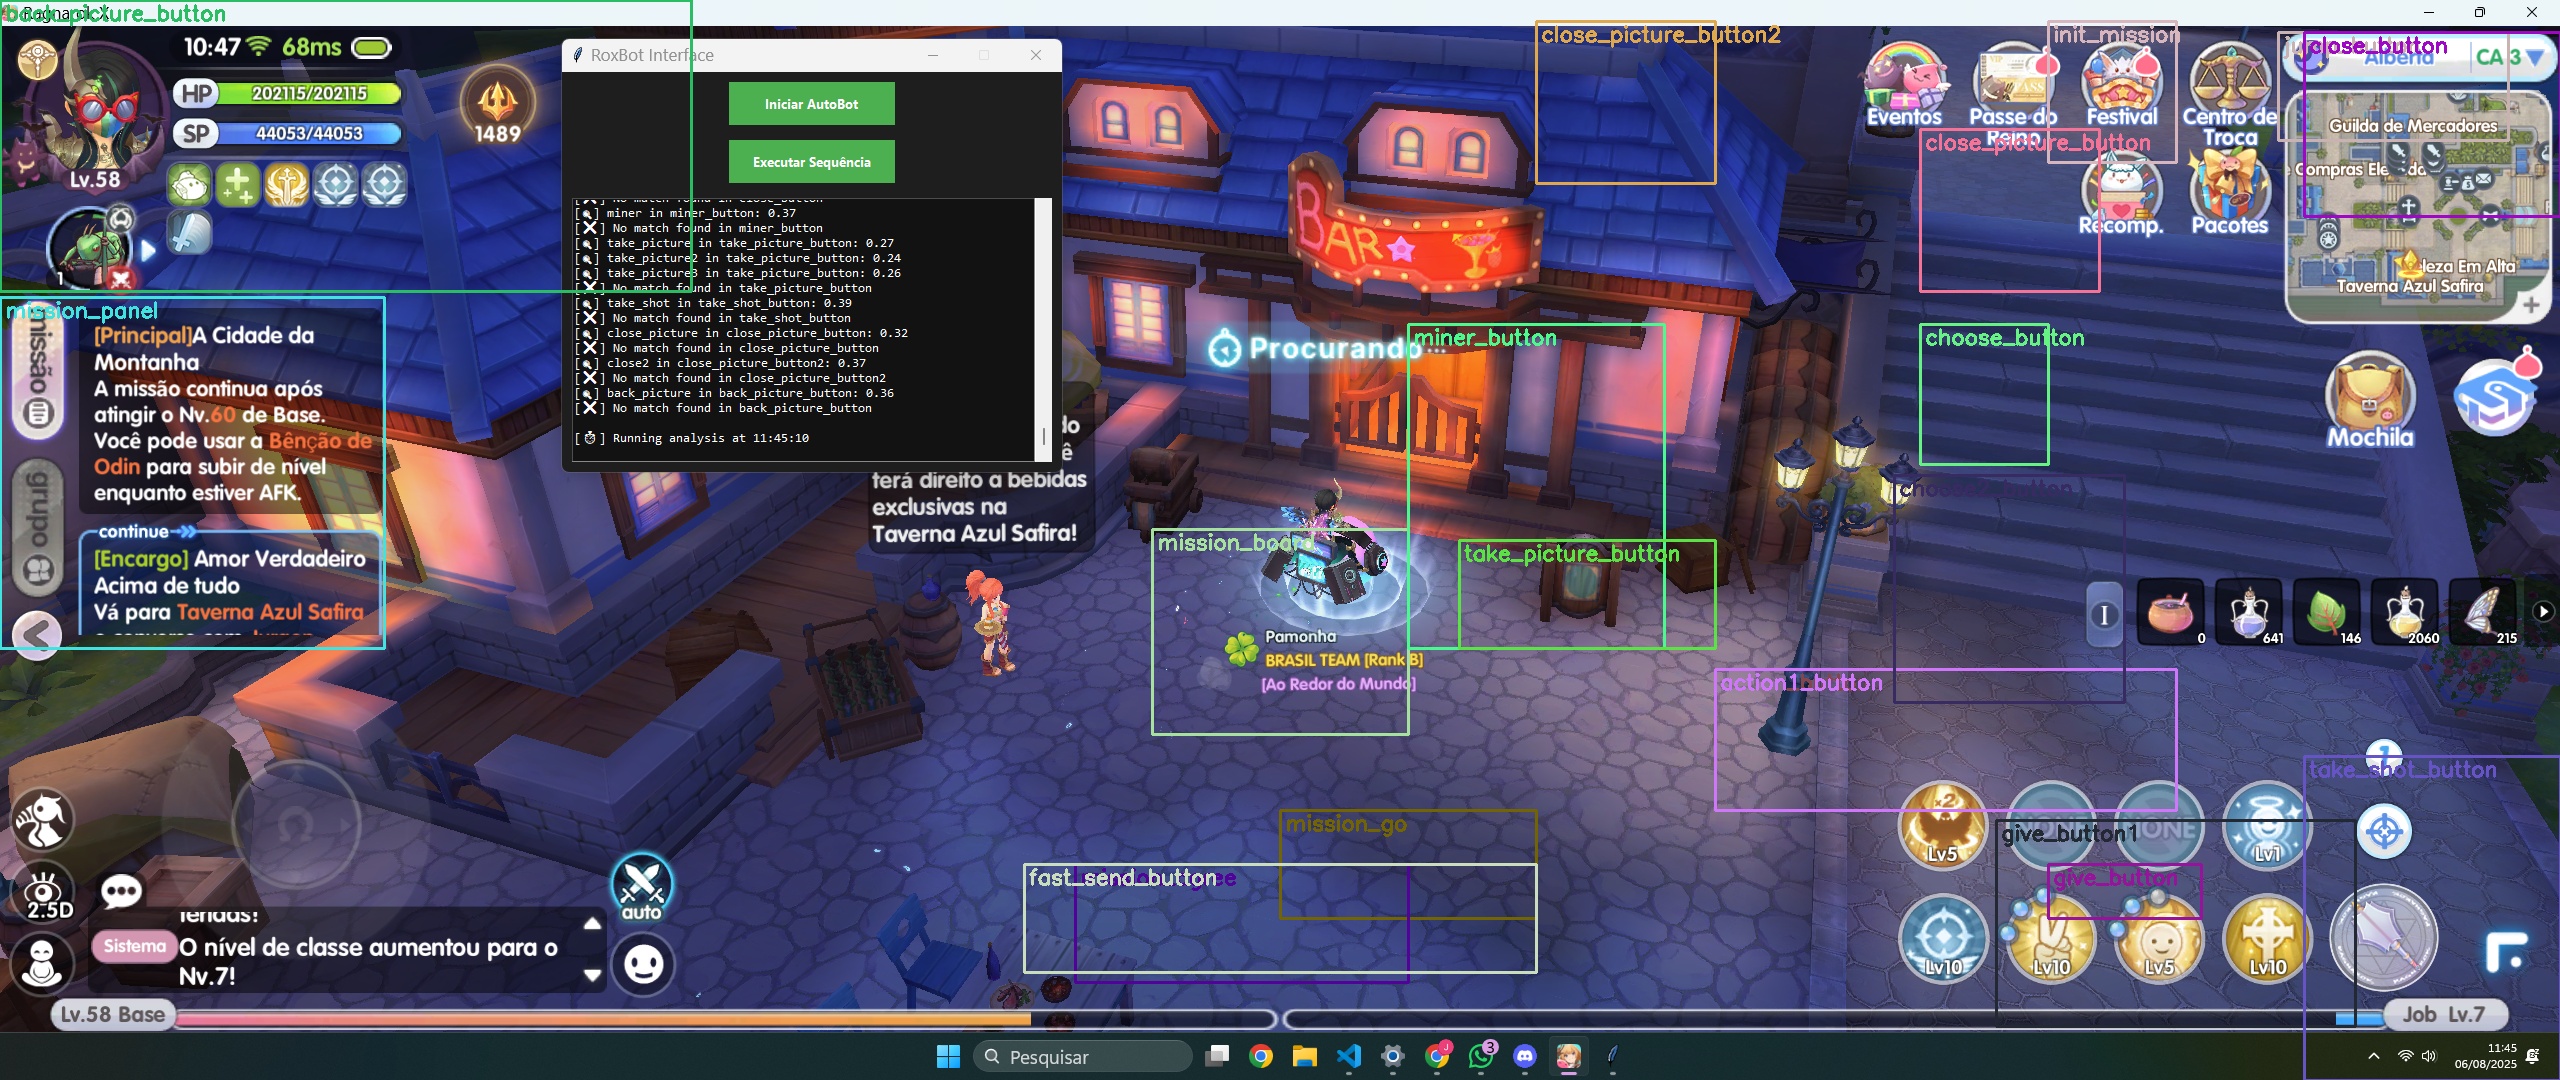 back_picture_button
10:47 68ms
HP 202115/202115
SP 44053/44053
1489
Lv.58
1
RoxBot Interface
Iniciar AutoBot
Executar Sequência
[🔍] miner in miner_button: 0.37
[❌] No match found in miner_button
[🔍] take_picture in take_picture_button: 0.27
[🔍] take_picture2 in take_picture_button: 0.24
[🔍] take_picture3 in take_picture_button: 0.26
[❌] No match found in take_picture_button
[🔍] take_shot in take_shot_button: 0.39
[❌] No match found in take_shot_button
[🔍] close_picture in close_picture_button: 0.32
[❌] No match found in close_picture_button
[🔍] close2 in close_picture_button2: 0.37
[❌] No match found in close_picture_button2
[🔍] back_picture in back_picture_button: 0.36
[❌] No match found in back_picture_button
[⏱] Running analysis at 11:45:10
close_picture_button2
init_mission
close_button
Alberta CA 3
Eventos
Passe do Reino
Festival
Centro de Troca
close_picture_button
Recomp.
Pacotes
Guilda de Mercadores
Taverna Azul Safira
BAR
mission_panel
missão
grupo
[Principal]A Cidade da
Montanha
A missão continua após
atingir o Nv.60 de Base.
Você pode usar a Bênção de
Odin para subir de nível
enquanto estiver AFK.
continue
[Encargo] Amor Verdadeiro
Acima de tudo
Vá para Taverna Azul Safira
Procurando...
miner_button
choose_button
Mochila
terá direito a bebidas
exclusivas na
Taverna Azul Safira!
mission_board
take_picture_button
Pamonha
BRASIL TEAM [Rank B]
[Ao Redor do Mundo]
I
0
641
146
2060
215
action1_button
take_shot_button
mission_go
give_button1
give_button
fast_send_button
Lv5
NONE
Lv1
Lv10
Lv10
Lv5
Lv10
2.5D
auto
Sistema O nível de classe aumentou para o
Nv.7!
Lv.58 Base
Job Lv.7
Pesquisar
3
11:45
06/08/2025